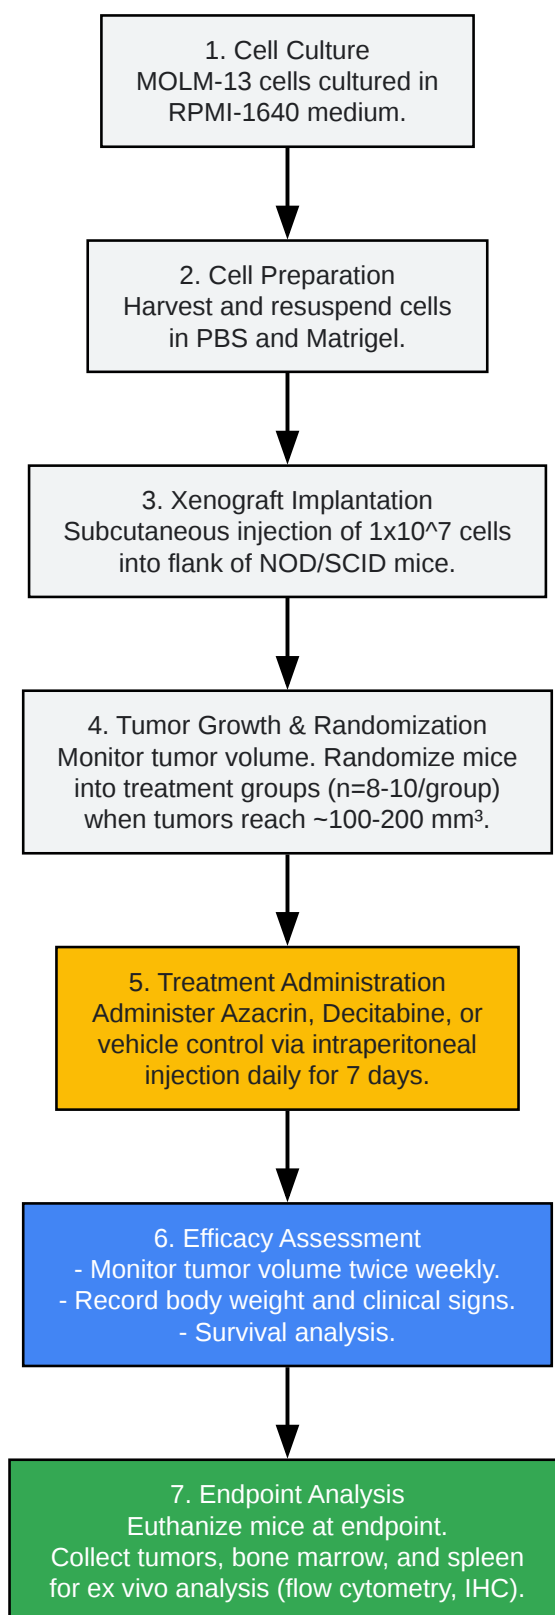 1. Cell Culture
MOLM-13 cells cultured in
RPMI-1640 medium.
2. Cell Preparation
Harvest and resuspend cells
in PBS and Matrigel.
3. Xenograft Implantation
Subcutaneous injection of 1x10^7 cells
into flank of NOD/SCID mice.
4. Tumor Growth & Randomization
Monitor tumor volume. Randomize mice
into treatment groups (n=8-10/group)
when tumors reach ~100-200 mm³.
5. Treatment Administration
Administer Azacrin, Decitabine, or
vehicle control via intraperitoneal
injection daily for 7 days.
6. Efficacy Assessment
- Monitor tumor volume twice weekly.
- Record body weight and clinical signs.
- Survival analysis.
7. Endpoint Analysis
Euthanize mice at endpoint.
Collect tumors, bone marrow, and spleen
for ex vivo analysis (flow cytometry, IHC).